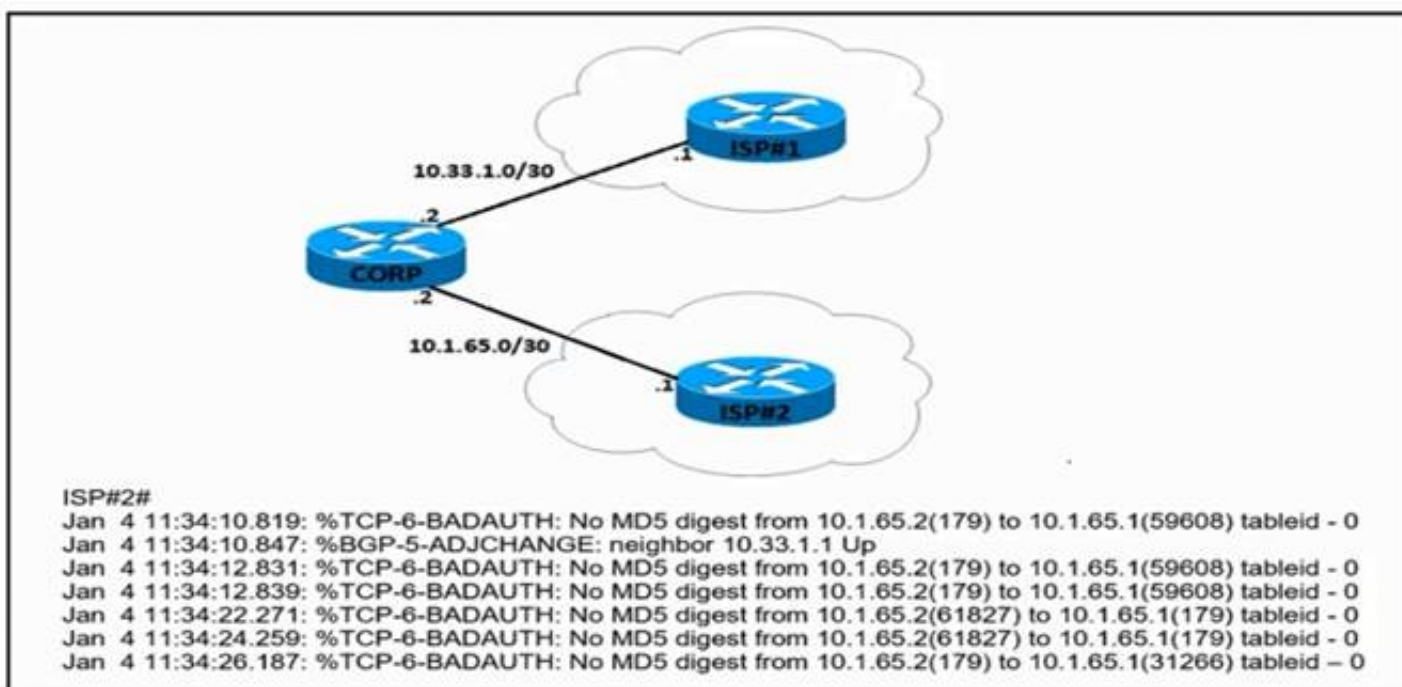 ISP#1
.1
10.33.1.0/30
.2
CORP
.2
10.1.65.0/30
.1
ISP#2
ISP#2#
Jan 4 11:34:10.819: %TCP-6-BADAUTH: No MD5 digest from 10.1.65.2(179) to 10.1.65.1(59608) tableid - 0
Jan 4 11:34:10.847: %BGP-5-ADJCHANGE: neighbor 10.33.1.1 Up
Jan 4 11:34:12.831: %TCP-6-BADAUTH: No MD5 digest from 10.1.65.2(179) to 10.1.65.1(59608) tableid - 0
Jan 4 11:34:12.839: %TCP-6-BADAUTH: No MD5 digest from 10.1.65.2(179) to 10.1.65.1(59608) tableid - 0
Jan 4 11:34:22.271: %TCP-6-BADAUTH: No MD5 digest from 10.1.65.2(61827) to 10.1.65.1(179) tableid - 0
Jan 4 11:34:24.259: %TCP-6-BADAUTH: No MD5 digest from 10.1.65.2(61827) to 10.1.65.1(179) tableid - 0
Jan 4 11:34:26.187: %TCP-6-BADAUTH: No MD5 digest from 10.1.65.2(179) to 10.1.65.1(31266) tableid – 0